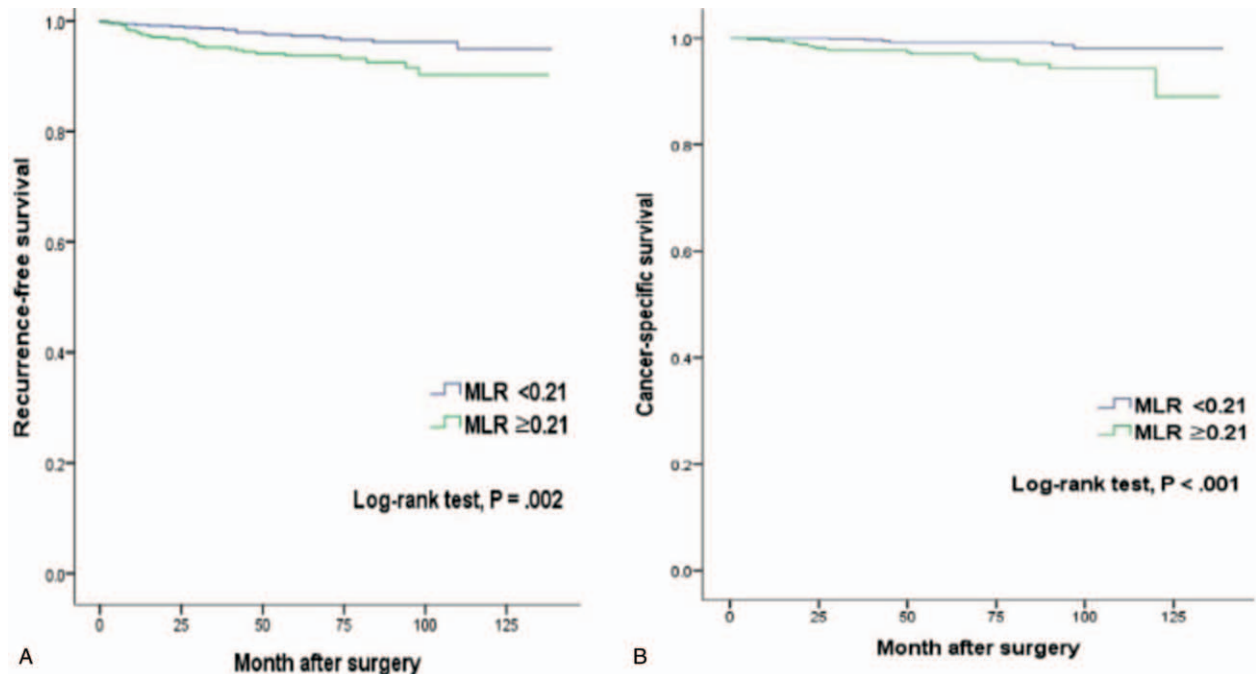 Recurrence-free survival
1.0
0.8
0.6
0.4
0.2
0.0
MLR <0.21
MLR ≥0.21
Log-rank test, P = .002
0 25 50 75 100 125
Month after surgery
A
Cancer-specific survival
1.0
0.8
0.6
0.4
0.2
0.0
MLR <0.21
MLR ≥0.21
Log-rank test, P < .001
0 25 50 75 100 125
Month after surgery
B